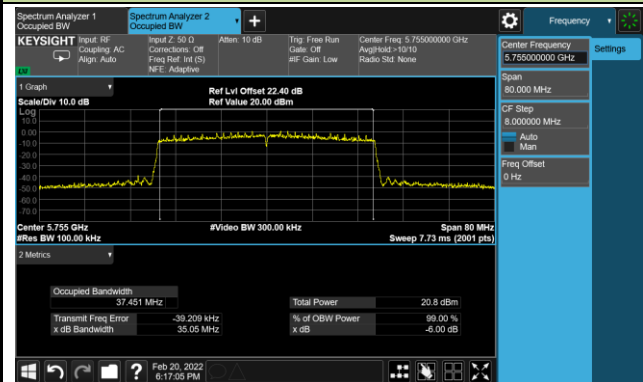 Spectrum Analyzer 1
Occupied BW
Spectrum Analyzer 2
Occupied BW
Frequency
KEYSIGHT
Input: RF
Coupling: AC
Align: Auto
Input Z: 50 Ω
Corrections: Off
Freq Ref: Int (S)
NFE: Adaptive
Atten: 10 dB
Trig: Free Run
Gate: Off
#IF Gain: Low
Center Freq: 5.755000000 GHz
Avg|Hold:>10/10
Radio Std: None
Center Frequency
5.755000000 GHz
Settings
Span
80.000 MHz
CF Step
8.000000 MHz
Auto
Man
Freq Offset
0 Hz
1 Graph
Scale/Div 10.0 dB
Ref Lvl Offset 22.40 dB
Ref Value 20.00 dBm
Log
10.0
0.00
-10.0
-20.0
-30.0
-40.0
-50.0
-60.0
-70.0
Center 5.755 GHz
#Res BW 100.00 kHz
#Video BW 300.00 kHz
Span 80 MHz
Sweep 7.73 ms (2001 pts)
2 Metrics
Occupied Bandwidth
37.451 MHz
Total Power
20.8 dBm
Transmit Freq Error
-39.209 kHz
% of OBW Power
99.00 %
x dB Bandwidth
35.05 MHz
x dB
-6.00 dB
?
Feb 20, 2022
6:17:05 PM